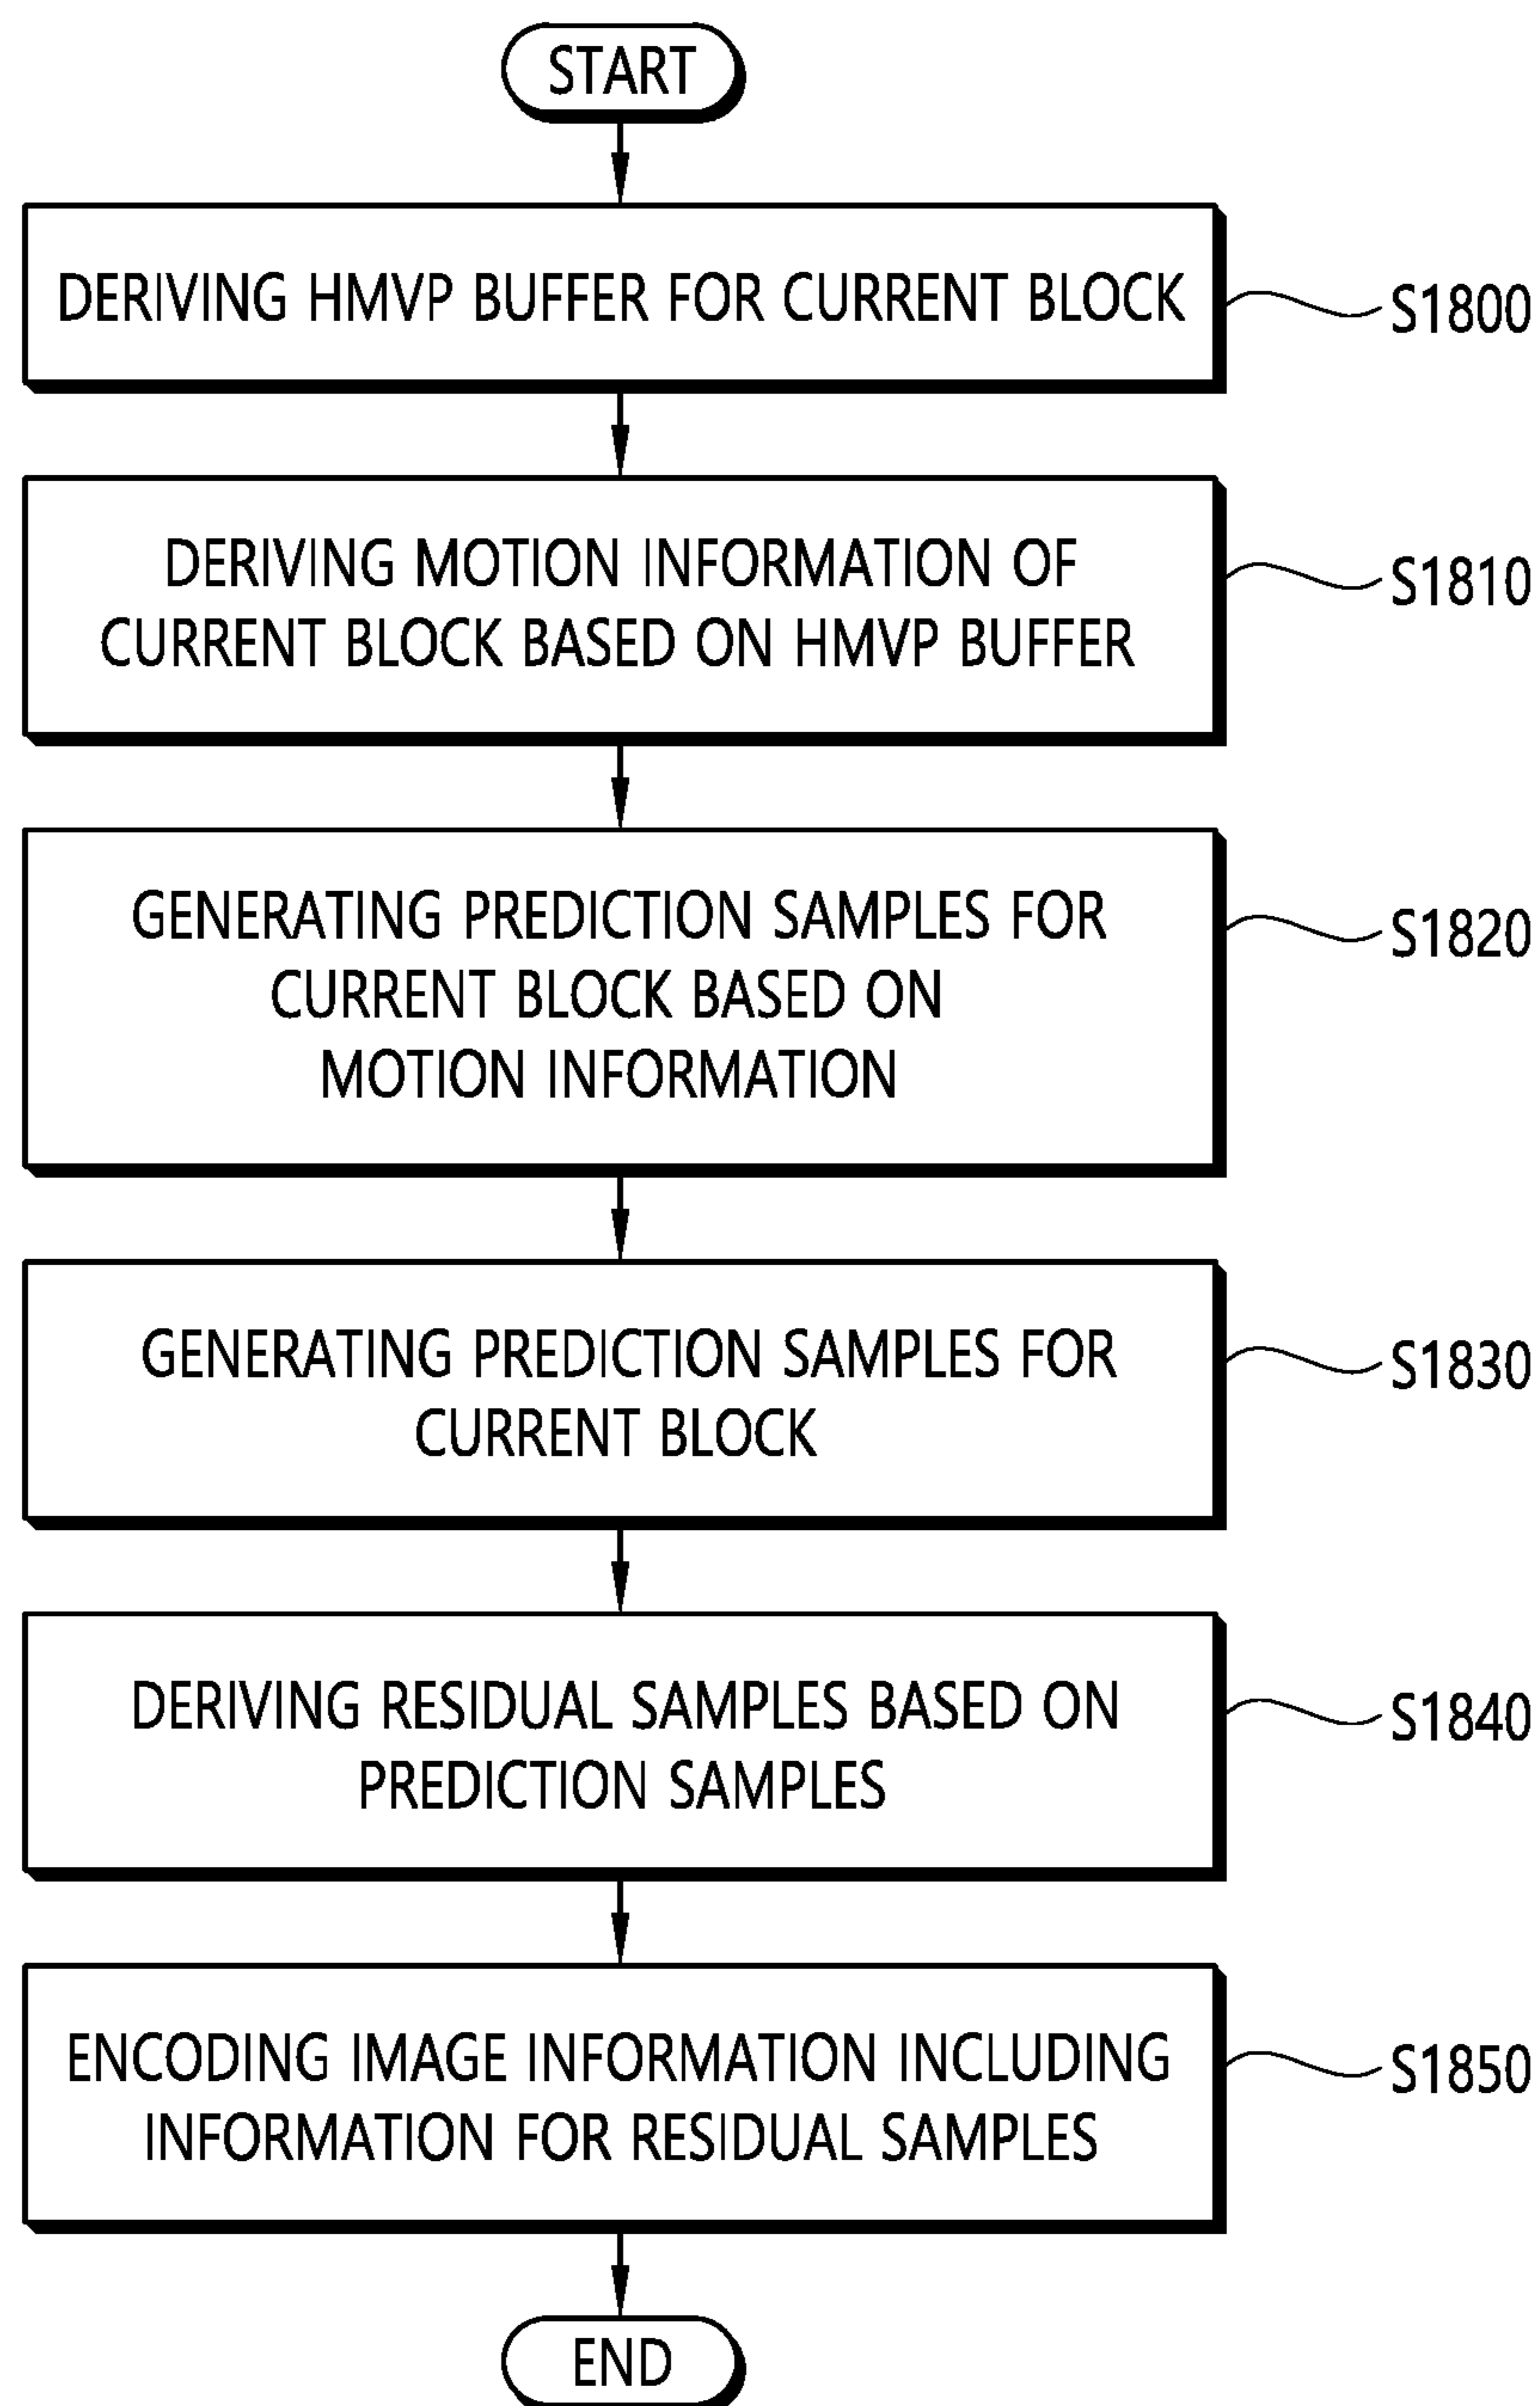 START
DERIVING HMVP BUFFER FOR CURRENT BLOCK
S1800
DERIVING MOTION INFORMATION OF
CURRENT BLOCK BASED ON HMVP BUFFER
S1810
GENERATING PREDICTION SAMPLES FOR
CURRENT BLOCK BASED ON
MOTION INFORMATION
S1820
GENERATING PREDICTION SAMPLES FOR
CURRENT BLOCK
S1830
DERIVING RESIDUAL SAMPLES BASED ON
PREDICTION SAMPLES
S1840
ENCODING IMAGE INFORMATION INCLUDING
INFORMATION FOR RESIDUAL SAMPLES
S1850
END